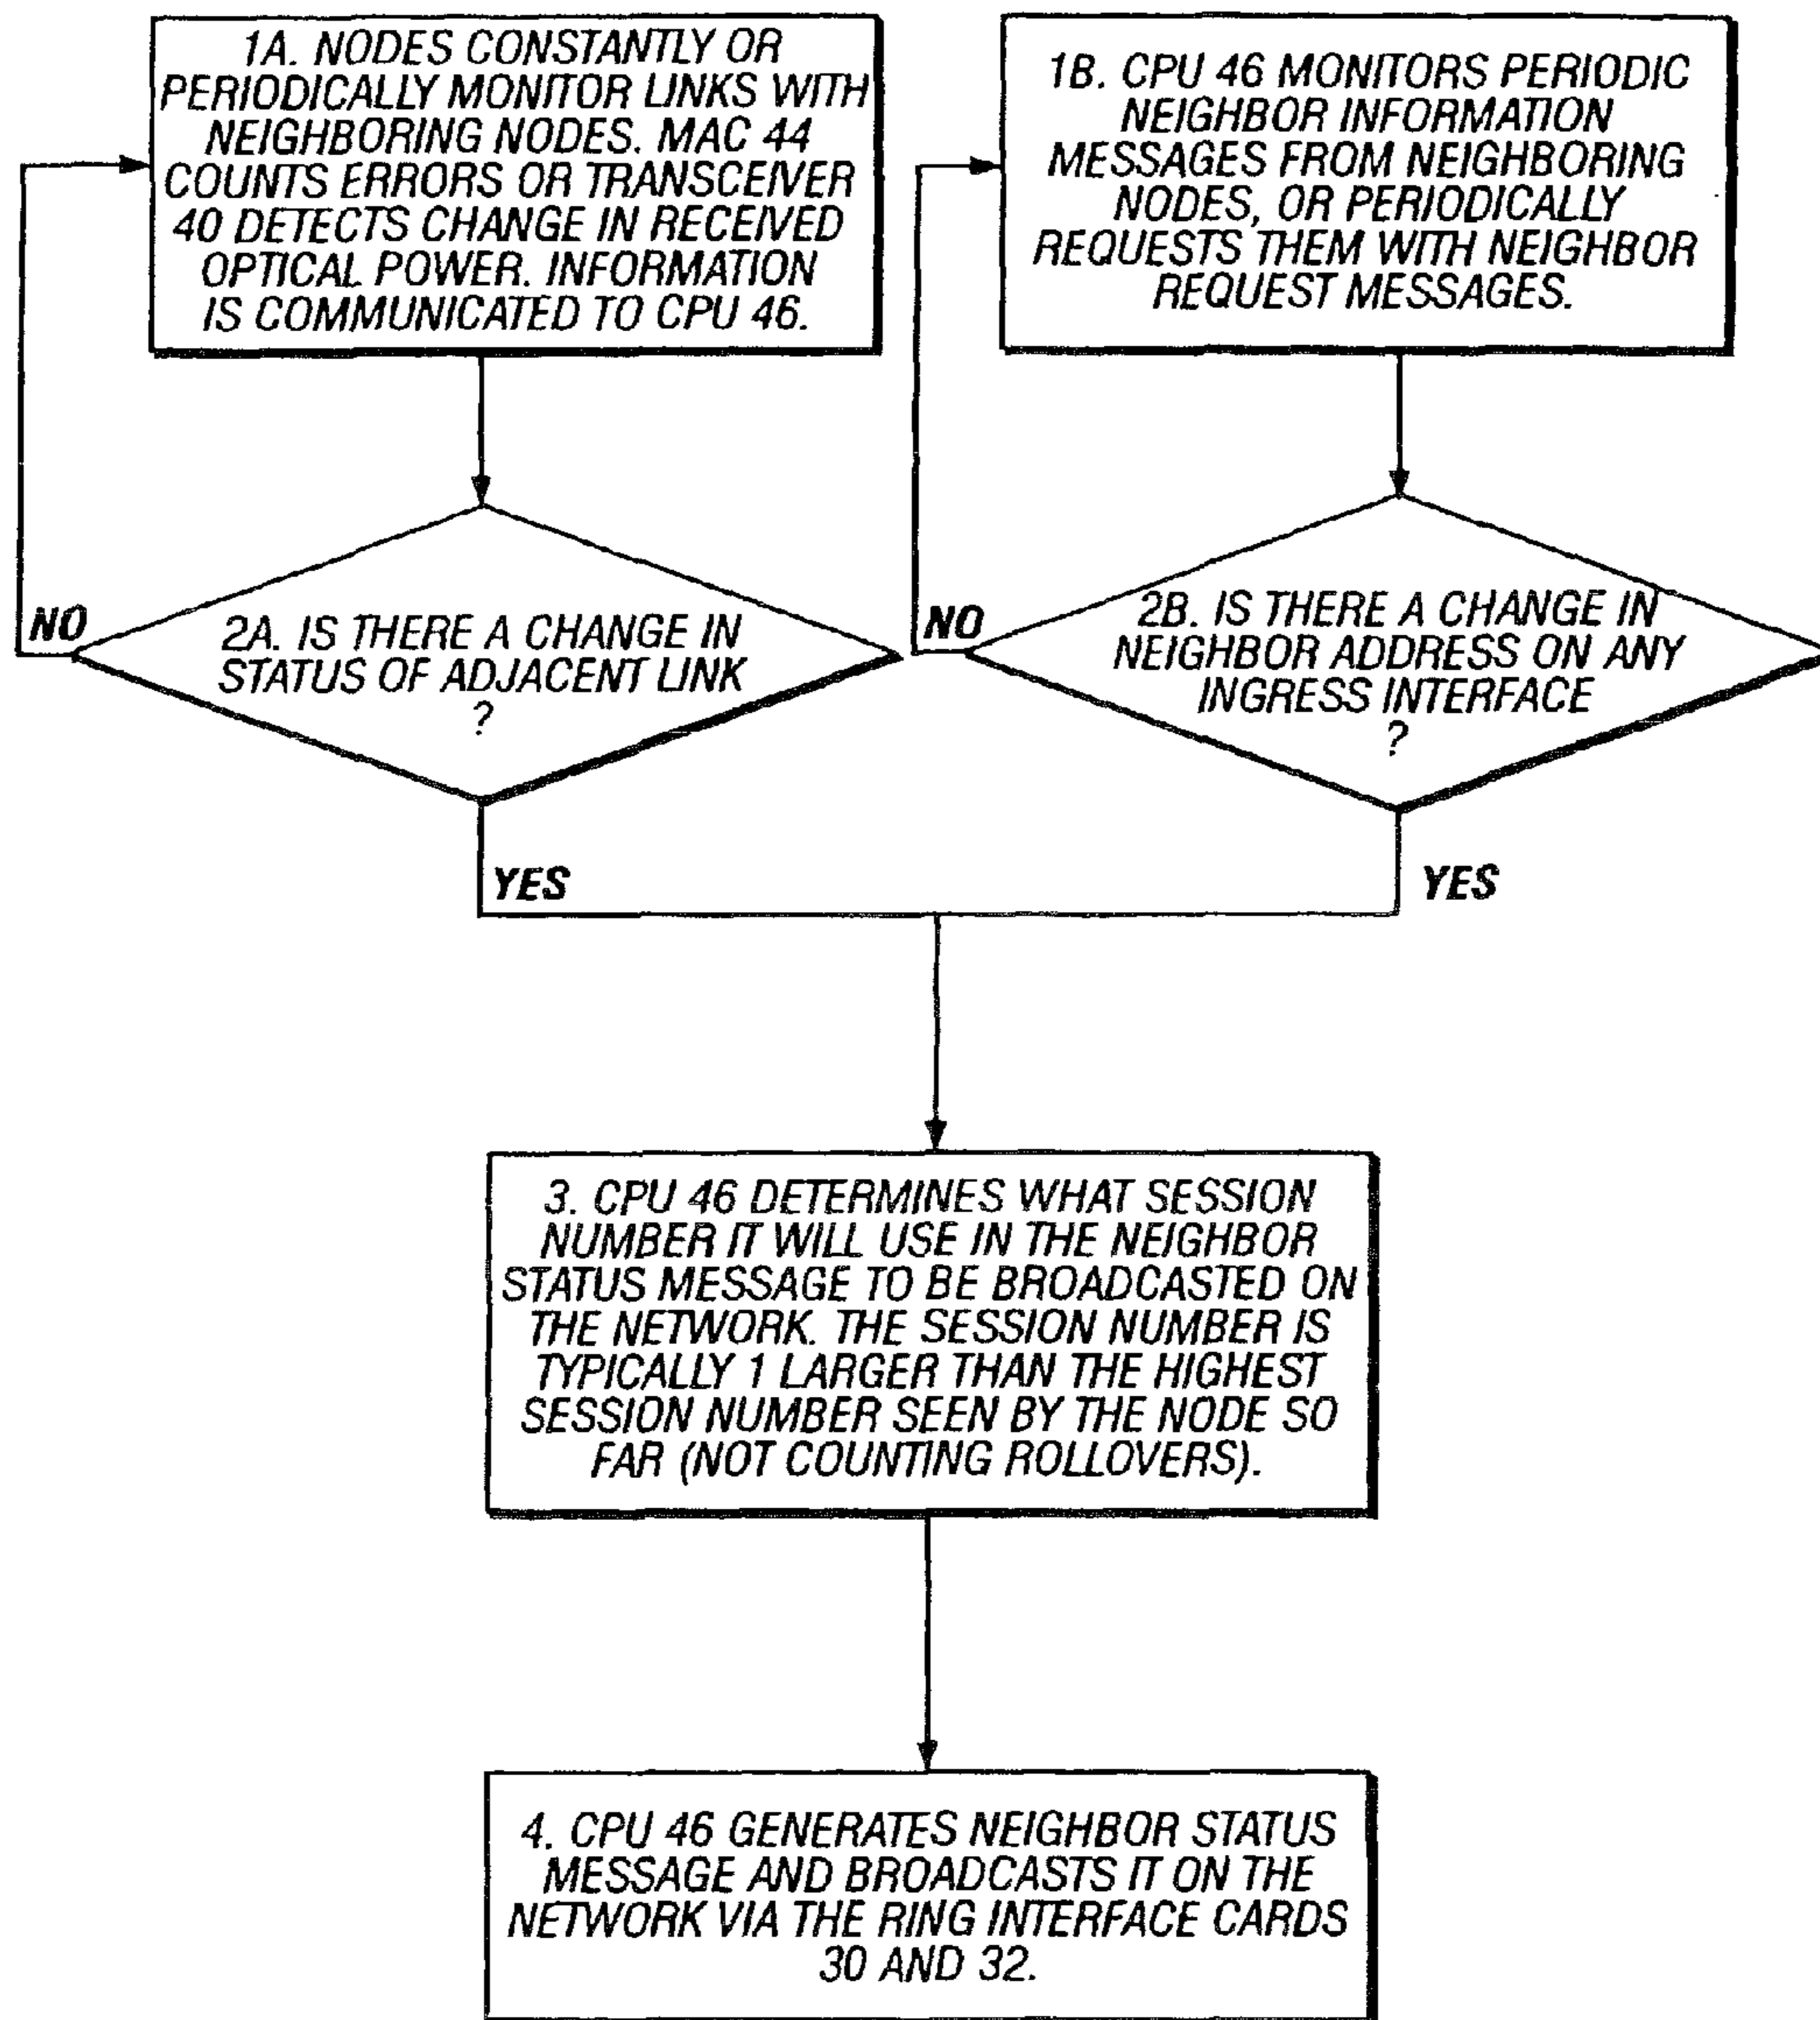 1A. NODES CONSTANTLY OR
PERIODICALLY MONITOR LINKS WITH
NEIGHBORING NODES. MAC 44
COUNTS ERRORS OR TRANSCEIVER
40 DETECTS CHANGE IN RECEIVED
OPTICAL POWER. INFORMATION
IS COMMUNICATED TO CPU 46.
1B. CPU 46 MONITORS PERIODIC
NEIGHBOR INFORMATION
MESSAGES FROM NEIGHBORING
NODES, OR PERIODICALLY
REQUESTS THEM WITH NEIGHBOR
REQUEST MESSAGES.
NO
2A. IS THERE A CHANGE IN
STATUS OF ADJACENT LINK
?
NO
2B. IS THERE A CHANGE IN
NEIGHBOR ADDRESS ON ANY
INGRESS INTERFACE
?
YES
YES
3. CPU 46 DETERMINES WHAT SESSION
NUMBER IT WILL USE IN THE NEIGHBOR
STATUS MESSAGE TO BE BROADCASTED ON
THE NETWORK. THE SESSION NUMBER IS
TYPICALLY 1 LARGER THAN THE HIGHEST
SESSION NUMBER SEEN BY THE NODE SO
FAR (NOT COUNTING ROLLOVERS).
4. CPU 46 GENERATES NEIGHBOR STATUS
MESSAGE AND BROADCASTS IT ON THE
NETWORK VIA THE RING INTERFACE CARDS
30 AND 32.